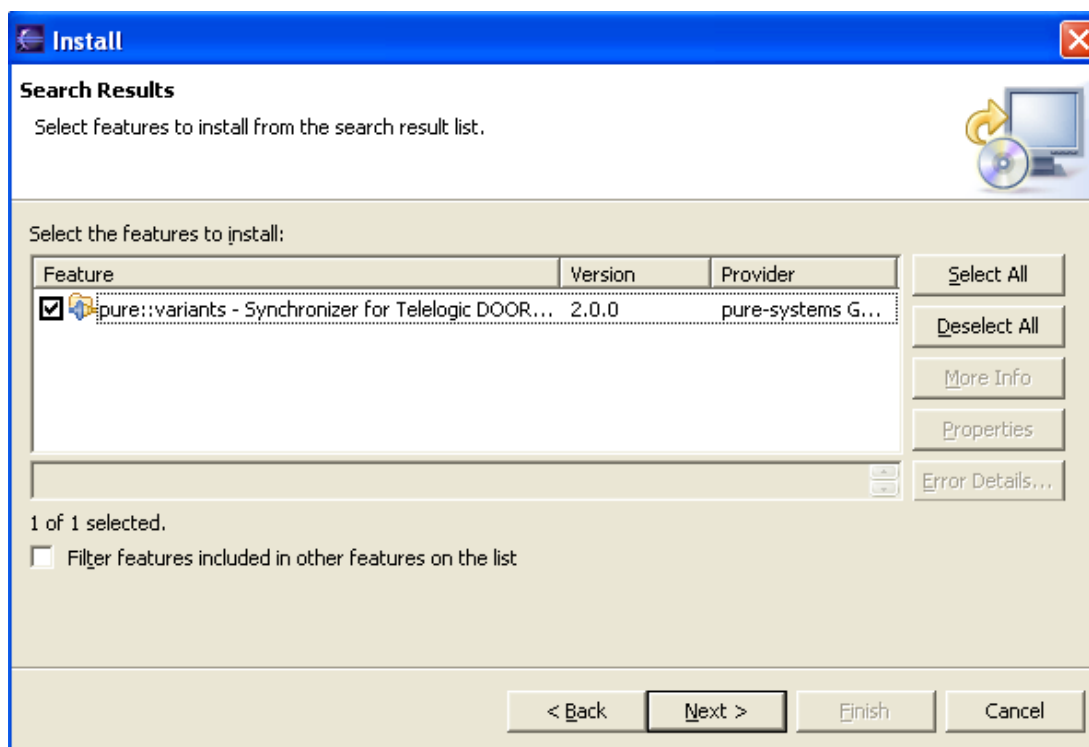 Install
Search Results
Select features to install from the search result list.
Select the features to install:
Feature Version Provider
pure::variants - Synchronizer for Telelogic DOOR... 2.0.0 pure-systems G...
Select All
Deselect All
More Info
Properties
Error Details...
1 of 1 selected.
Filter features included in other features on the list
< Back Next > Finish Cancel